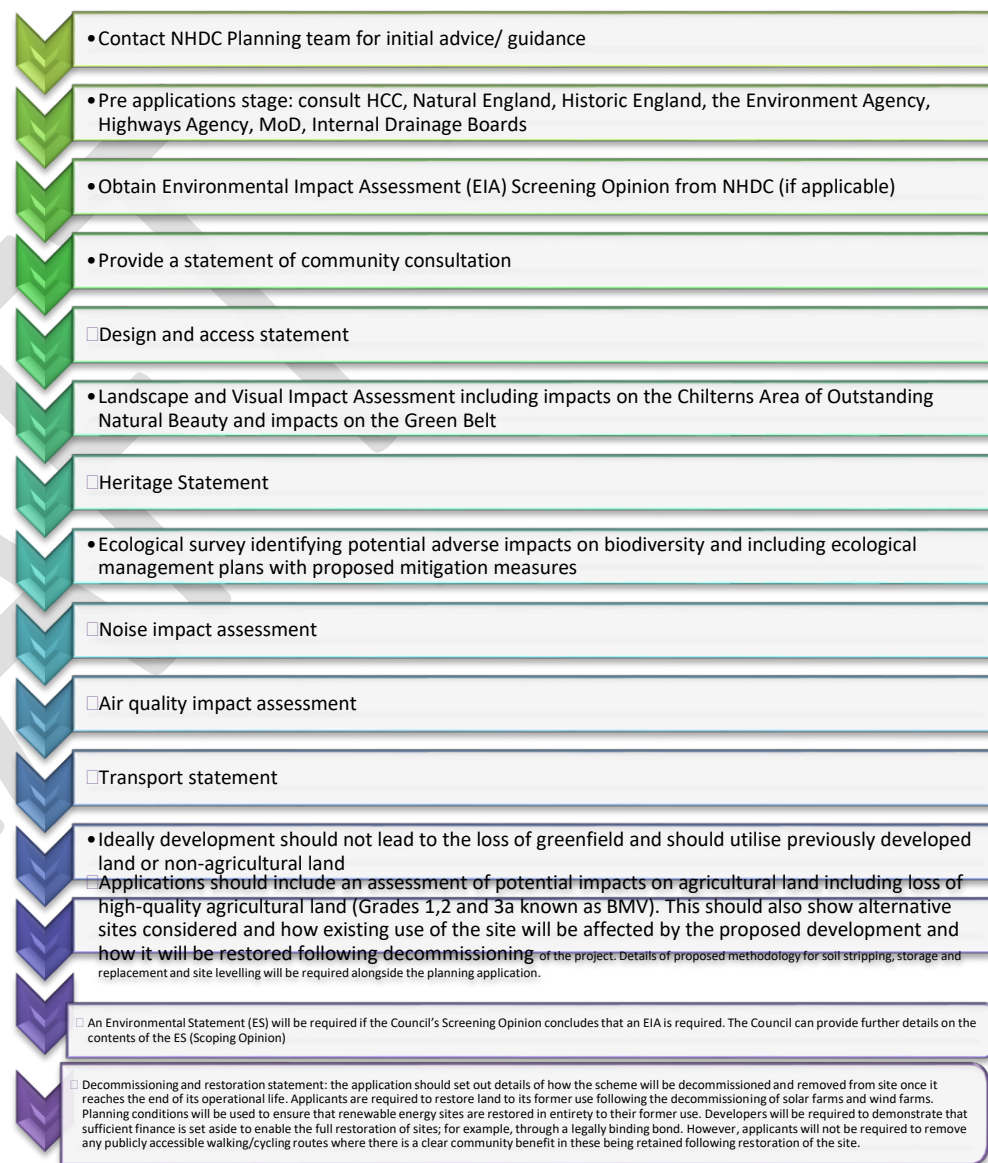 •Contact NHDC Planning team for initial advice/ guidance
•Pre applications stage: consult HCC, Natural England, Historic England, the Environment Agency,
Highways Agency, MoD, Internal Drainage Boards
•Obtain Environmental Impact Assessment (EIA) Screening Opinion from NHDC (if applicable)
•Provide a statement of community consultation
Design and access statement
•Landscape and Visual Impact Assessment including impacts on the Chilterns Area of Outstanding
Natural Beauty and impacts on the Green Belt
Heritage Statement
•Ecological survey identifying potential adverse impacts on biodiversity and including ecological
management plans with proposed mitigation measures
Noise impact assessment
Air quality impact assessment
Transport statement
•Ideally development should not lead to the loss of greenfield and should utilise previously developed
land or non-agricultural land
Applications should include an assessment of potential impacts on agricultural land including loss of
high-quality agricultural land (Grades 1,2 and 3a known as BMV). This should also show alternative
sites considered and how existing use of the site will be affected by the proposed development and
how it will be restored following decommissioning of the project. Details of proposed methodology for soil stripping, storage and
replacement and site levelling will be required alongside the planning application.
An Environmental Statement (ES) will be required if the Council's Screening Opinion concludes that an EIA is required. The Council can provide further details on the
contents of the ES (Scoping Opinion)
Decommissioning and restoration statement: the application should set out details of how the scheme will be decommissioned and removed from site once it
reaches the end of its operational life. Applicants are required to restore land to its former use following the decommissioning of solar farms and wind farms.
Planning conditions will be used to ensure that renewable energy sites are restored in entirety to their former use. Developers will be required to demonstrate that
sufficient finance is set aside to enable the full restoration of sites; for example, through a legally binding bond. However, applicants will not be required to remove
any publicly accessible walking/cycling routes where there is a clear community benefit in these being retained following restoration of the site.